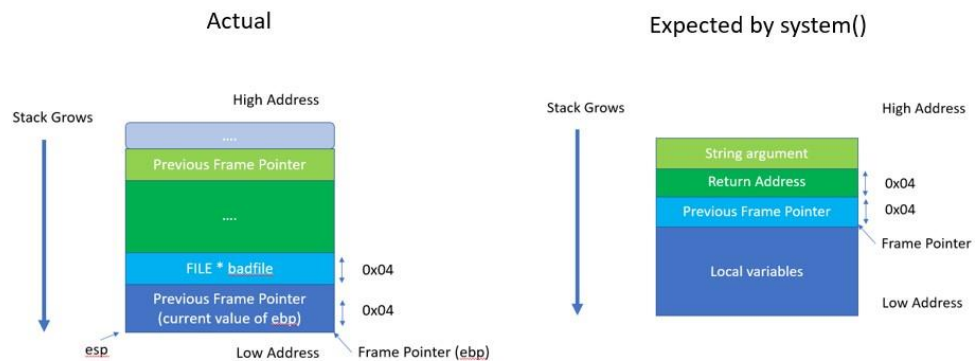 Actual
Expected by system()
High Address
Stack Grows
....
Previous Frame Pointer
....
FILE * badfile
0x04
Previous Frame Pointer
(current value of ebp)
0x04
esp
Low Address
Frame Pointer (ebp)
High Address
Stack Grows
String argument
Return Address
0x04
Previous Frame Pointer
0x04
Frame Pointer
Local variables
Low Address